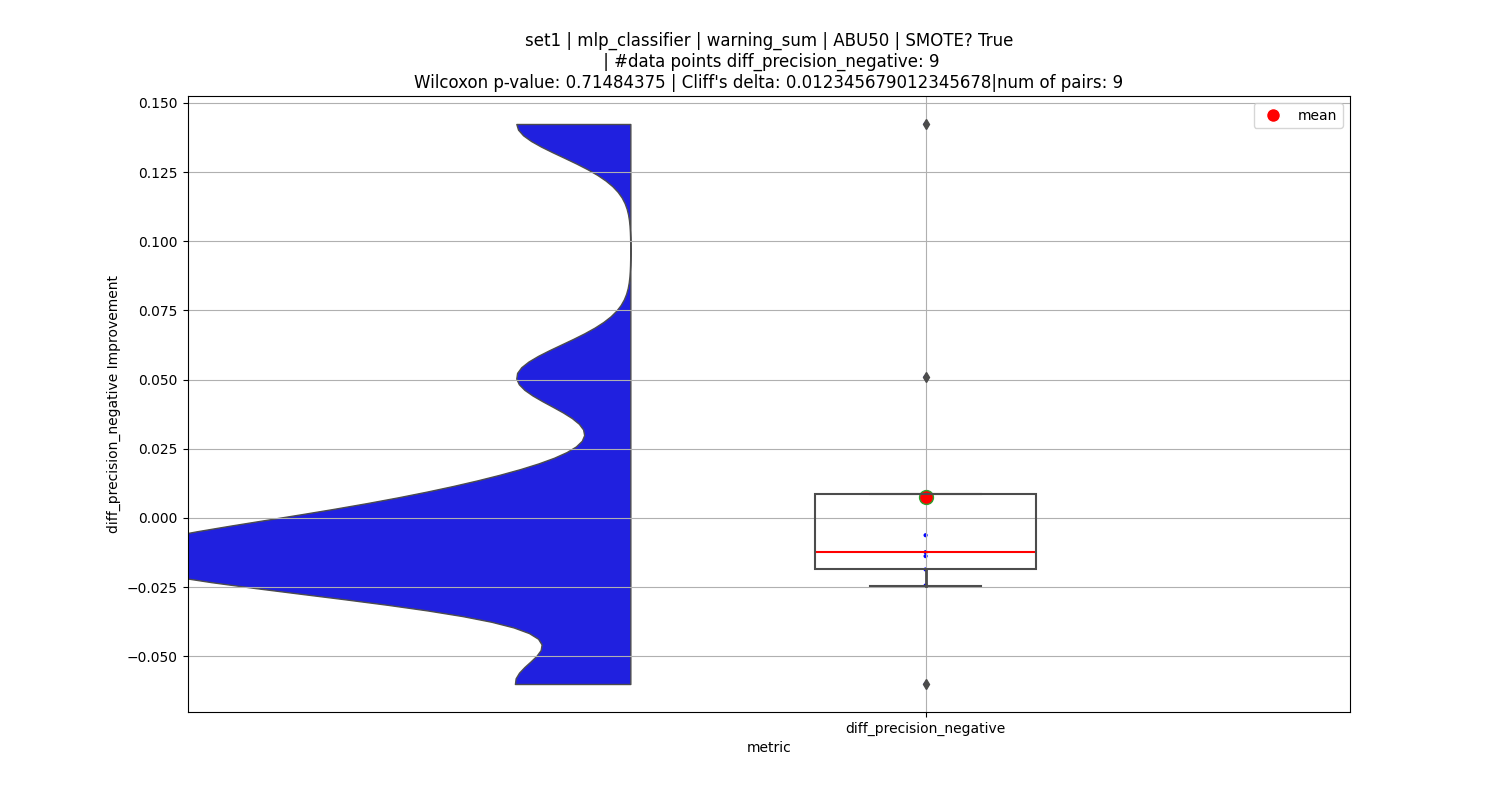 set1 | mlp_classifier | warning_sum | ABU50 | SMOTE? True
| #data points diff_precision_negative: 9
Wilcoxon p-value: 0.71484375 | Cliff's delta: 0.012345679012345678|num of pairs: 9
mean
0.150
0.125
0.100
0.075
0.050
0.025
0.000
−0.025
−0.050
diff_precision_negative Improvement
diff_precision_negative
metric